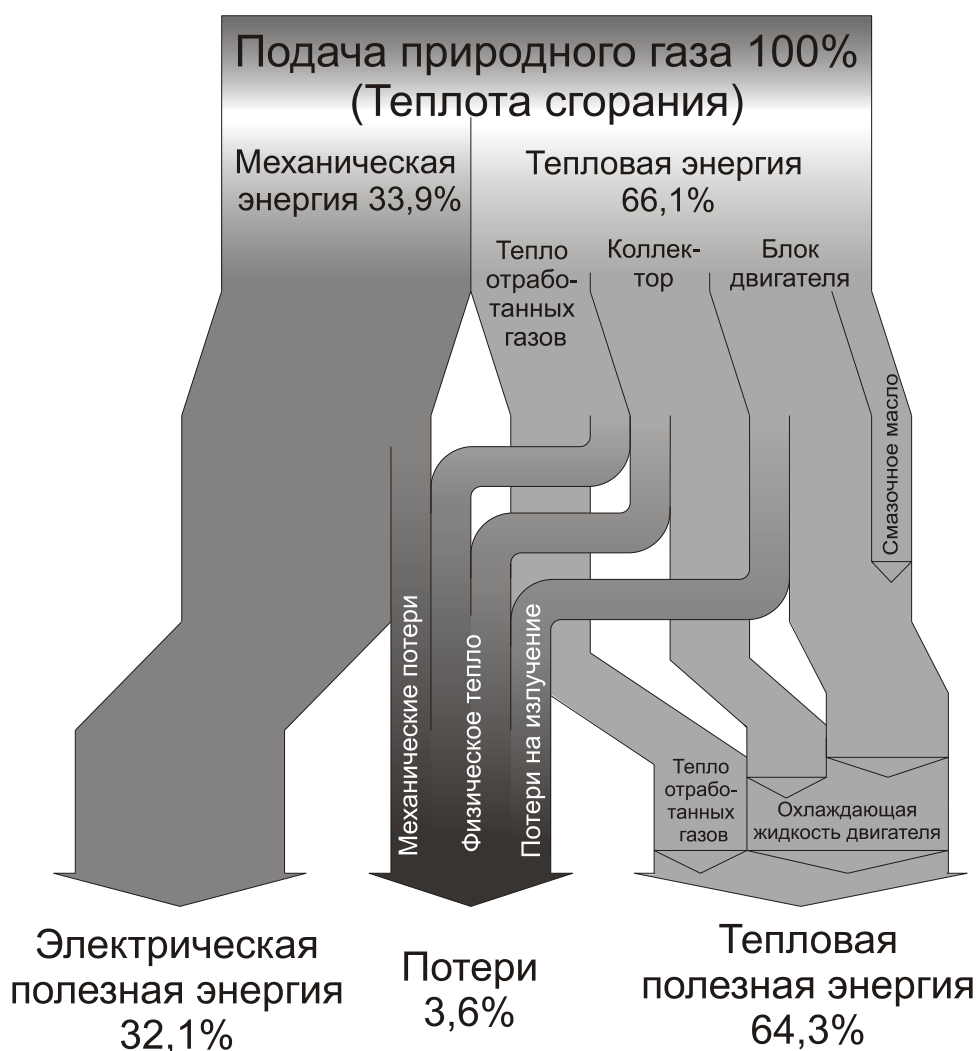 Подача природного газа 100%
(Теплота сгорания)
Механическая
энергия 33,9%
Тепловая энергия
66,1%
Тепло
отрабо-
танных
газов
Коллек-
тор
Блок
двигателя
Смазочное масло
Механические потери
Физическое тепло
Потери на излучение
Тепло
отрабо-
танных
газов
Охлаждающая
жидкость двигателя
Электрическая
полезная энергия
32,1%
Потери
3,6%
Тепловая
полезная энергия
64,3%